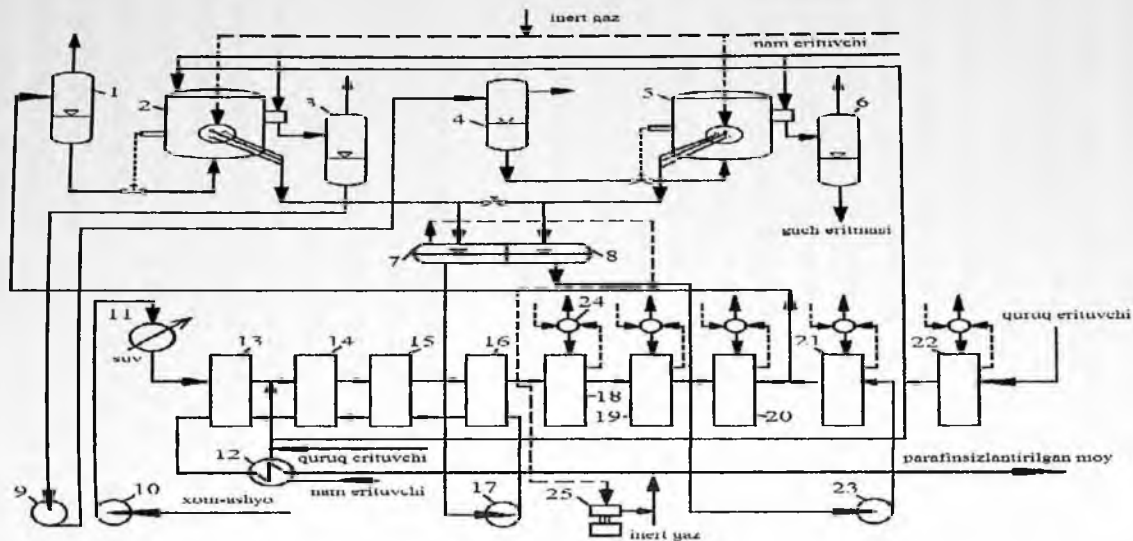 inert gaz
nam erituvchi
1
2
3
4
5
6
guch eritmasi
7
8
24
11
quruq erituvchi
suv
13
14
15
16
21
22
18
19
20
12
quruq erituvchi
parafinsizlantirilgan moy
nam erituvchi
9
10
xom-ashyo
17
25
23
inert gaz